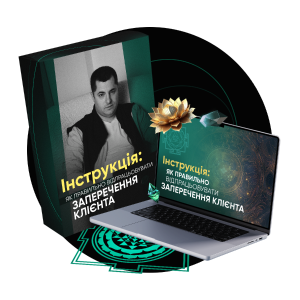 Інструкція:
ЯК ПРАВИЛЬНО
ВІДПРАЦЬОВУВАТИ
ЗАПЕРЕЧЕННЯ
КЛІЄНТА
Інструкція:
ЯК ПРАВИЛЬНО
ВІДПРАЦЬОВУВАТИ
ЗАПЕРЕЧЕННЯ КЛІЄНТА